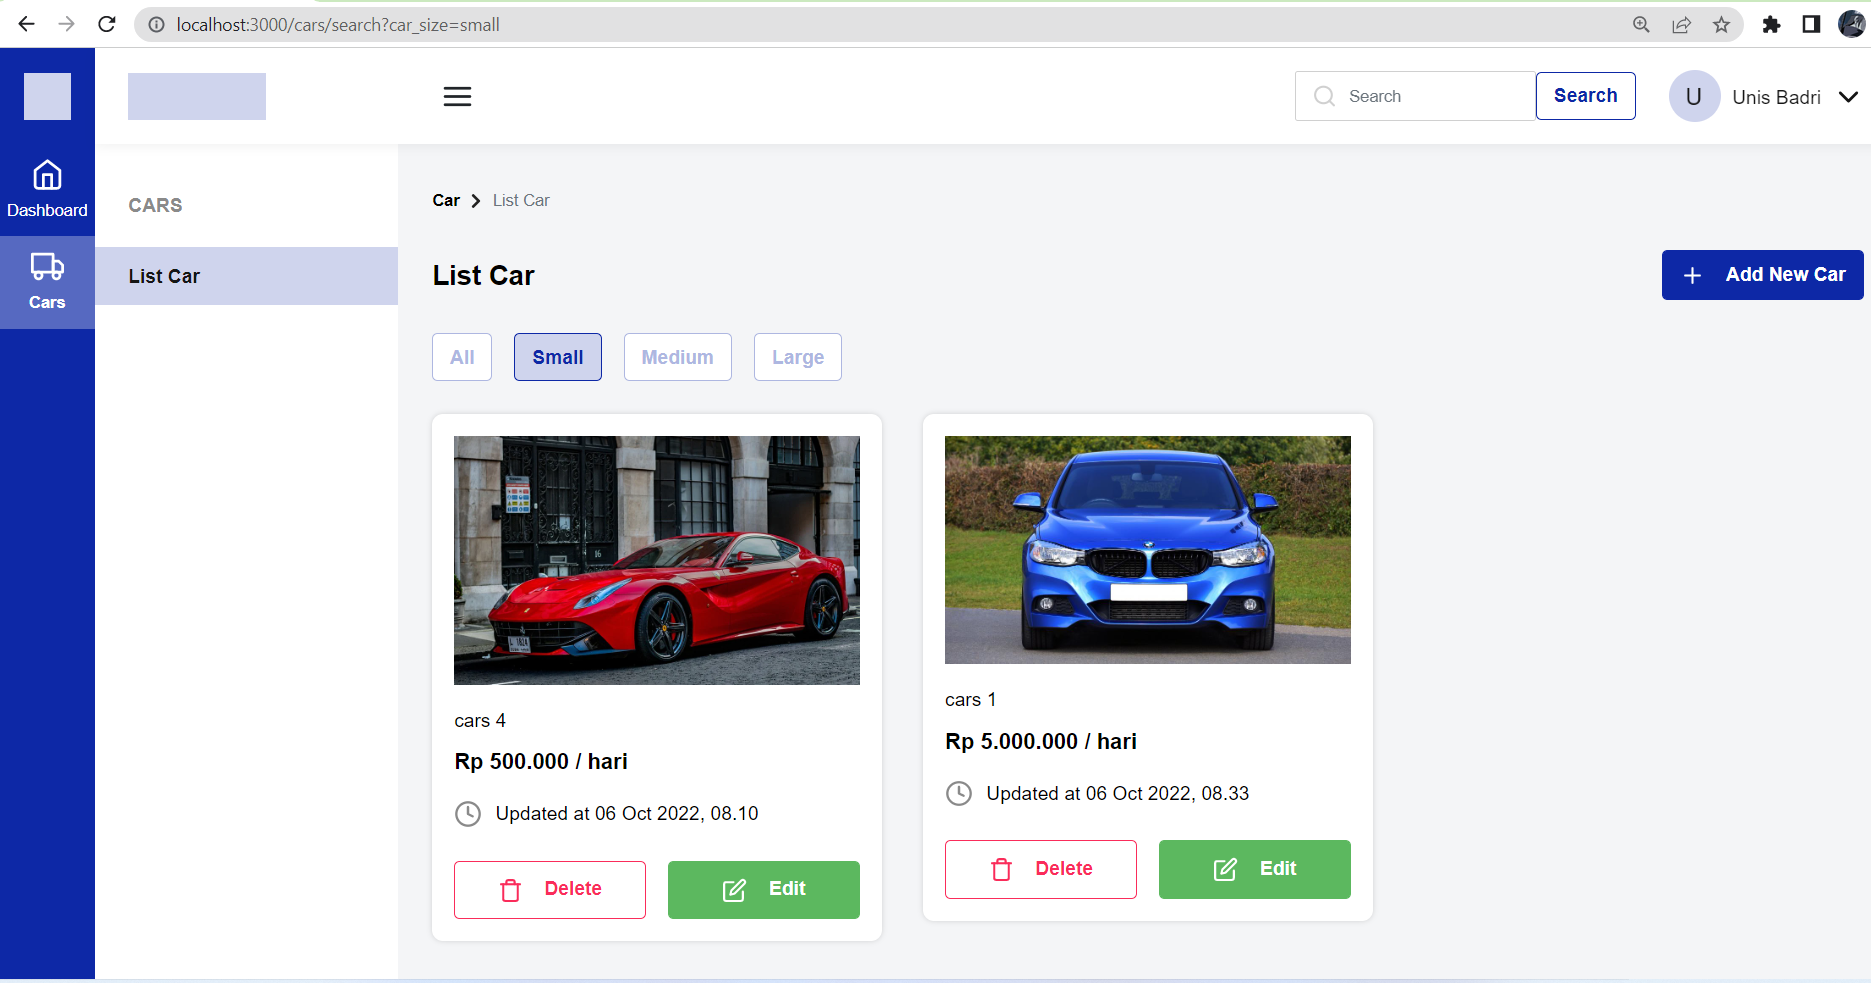 localhost:3000/cars/search?car_size=small
Search
Search
U
Unis Badri
Dashboard
Cars
CARS
List Car
Car
List Car
List Car
Add New Car
All
Small
Medium
Large
16
cars 4
Rp 500.000 / hari
Updated at 06 Oct 2022, 08.10
Delete
Edit
cars 1
Rp 5.000.000 / hari
Updated at 06 Oct 2022, 08.33
Delete
Edit